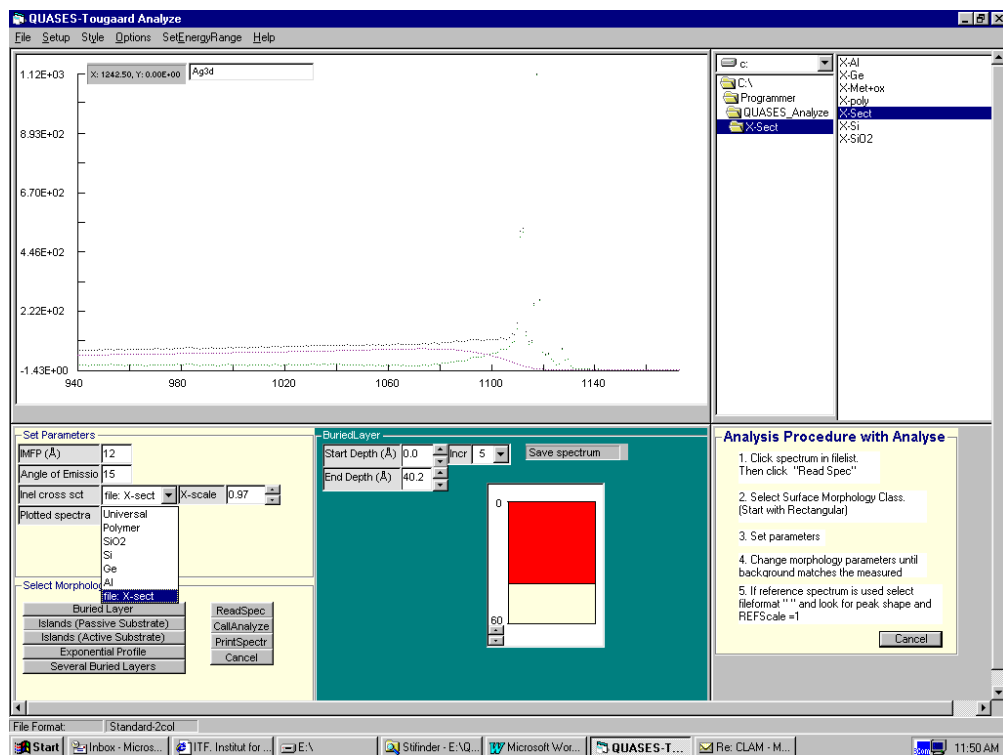 QUASES-Tougaard Analyze
File Setup Style Options SetEnergyRange Help
X: 1242.50, Y: 0.00E+00
Ag3d
1.12E+03
8.93E+02
6.70E+02
4.46E+02
2.22E+02
-1.43E+00
940 980 1020 1060 1100 1140
c:
C:\
Programmer
QUASES_Analyze
X-Sect
X-Al
X-Ge
X-Met+ox
X-poly
X-Sect
X-Si
X-SiO2
Set Parameters
IMFP (Å) 12
Angle of Emissio 15
Inel cross sct file: X-sect X-scale 0.97
Plotted spectra
Universal
Polymer
SiO2
Si
Ge
Al
file: X-sect
Select Morpholog
Buried Layer
Islands (Passive Substrate)
Islands (Active Substrate)
Exponential Profile
Several Buried Layers
ReadSpec
CallAnalyze
PrintSpectr
Cancel
BuriedLayer
Start Depth (Å) 0.0 Incr 5 Save spectrum
End Depth (Å) 40.2
0
60
Analysis Procedure with Analyse
1. Click spectrum in filelist.
Then click "Read Spec"
2. Select Surface Morphology Class.
(Start with Rectangular)
3. Set parameters
4. Change morphology parameters until
background matches the measured
5. If reference spectrum is used select
fileformat " " and look for peak shape and
REFScale =1
Cancel
File Format: Standard-2col
Start Inbox - Micros... ITF. Institut for ... E:\ Stifinder - E:\Q... Microsoft Wor... QUASES-T... Re: CLAM - M... 11:50 AM